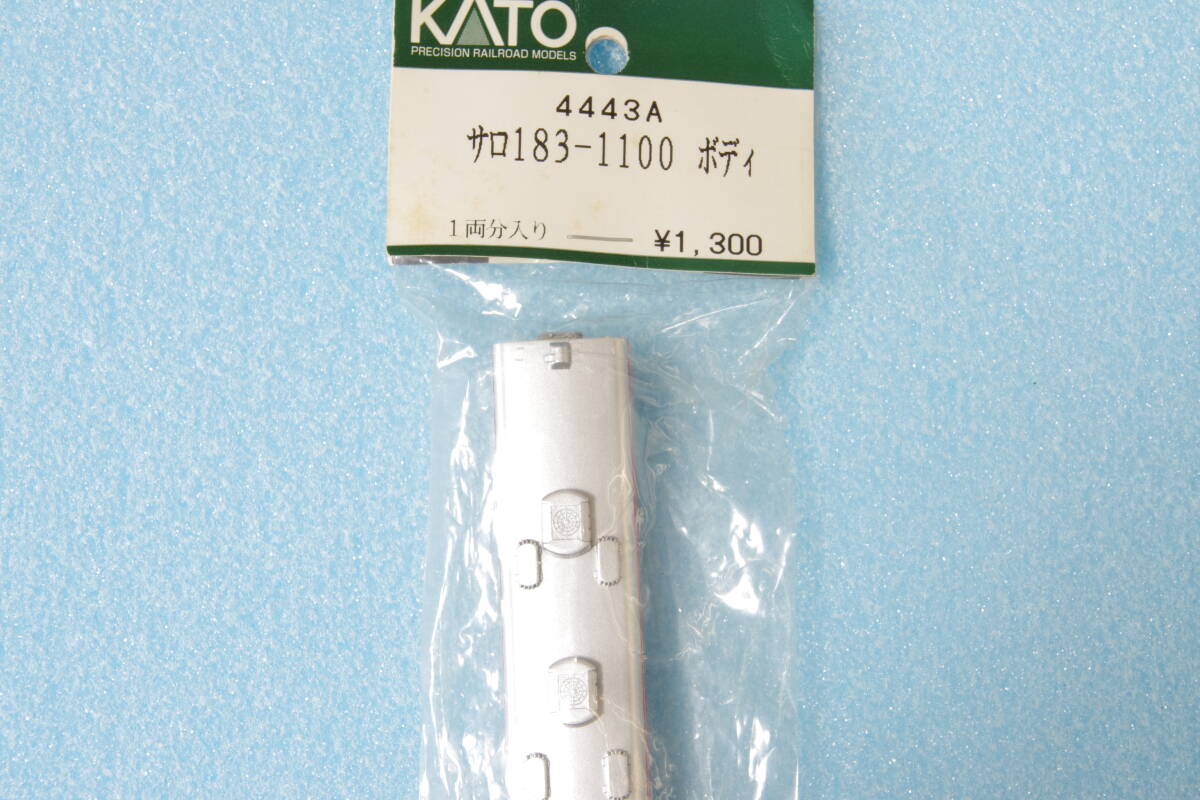 KATO
PRECISION RAILROAD MODELS
4443A
サロ183-1100 ボディ
1両分入り ¥1,300